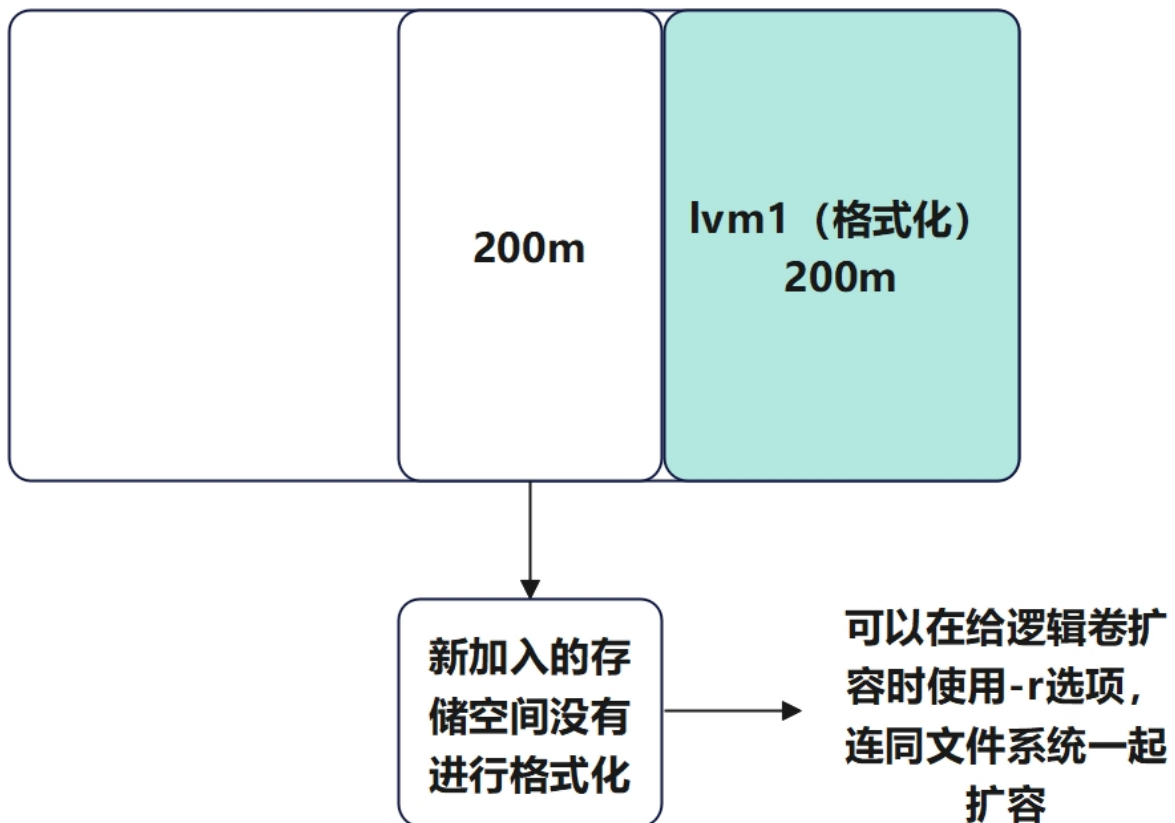 200m
lvm1（格式化）
200m
新加入的存
储空间没有
进行格式化
可以在给逻辑卷扩
容时使用-r选项，
连同文件系统一起
扩容